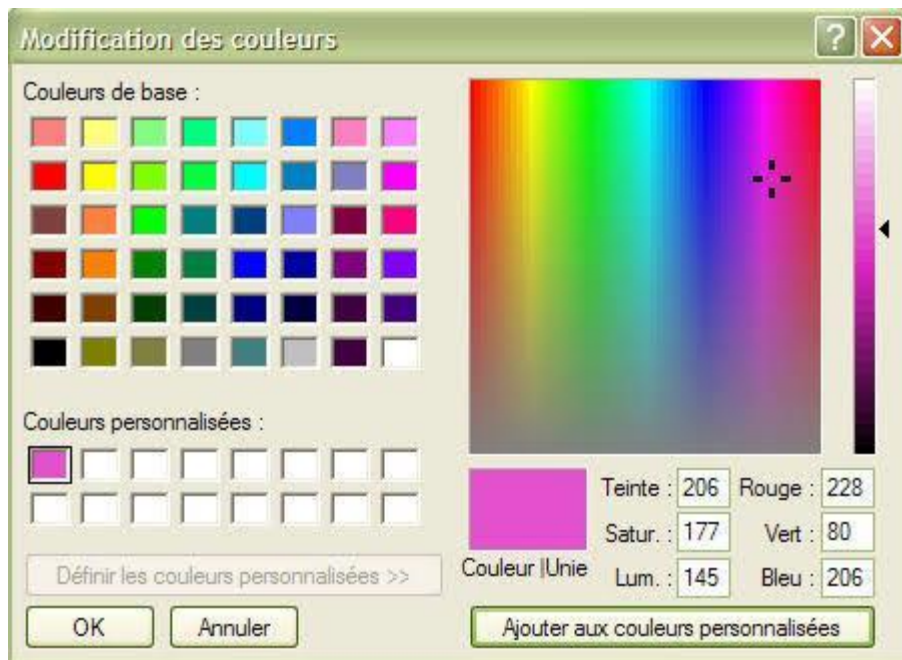 Modification des couleurs
Couleurs de base :
Couleurs personnalisées :
Définir les couleurs personnalisées >>
OK
Annuler
Couleur |Unie
Teinte : 206
Rouge : 228
Satur. : 177
Vert : 80
Lum. : 145
Bleu : 206
Ajouter aux couleurs personnalisées